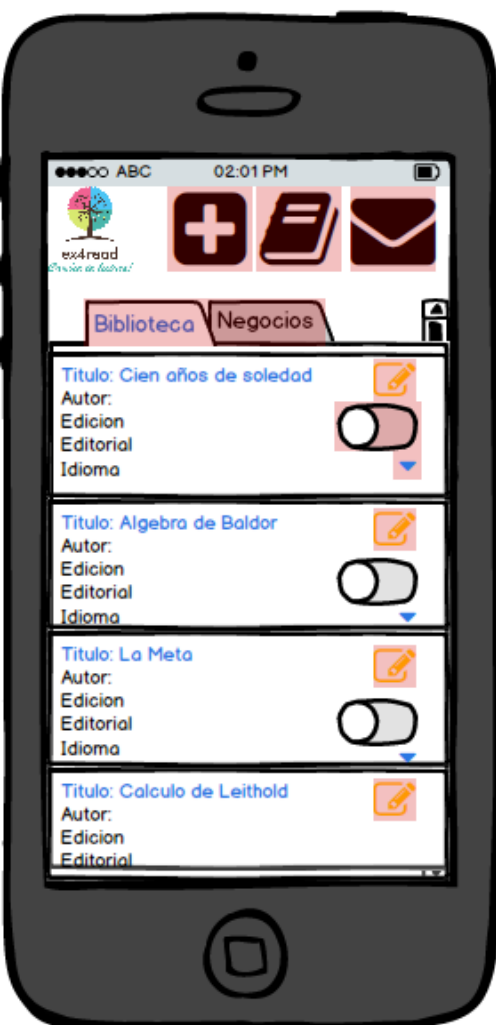 ABC 02:01 PM
ex4read
Biblioteca Negocios
Titulo: Cien años de soledad
Autor:
Edicion
Editorial
Idioma
Titulo: Algebra de Baldor
Autor:
Edicion
Editorial
Idioma
Titulo: La Meta
Autor:
Edicion
Editorial
Idioma
Titulo: Calculo de Leithold
Autor:
Edicion
Editorial